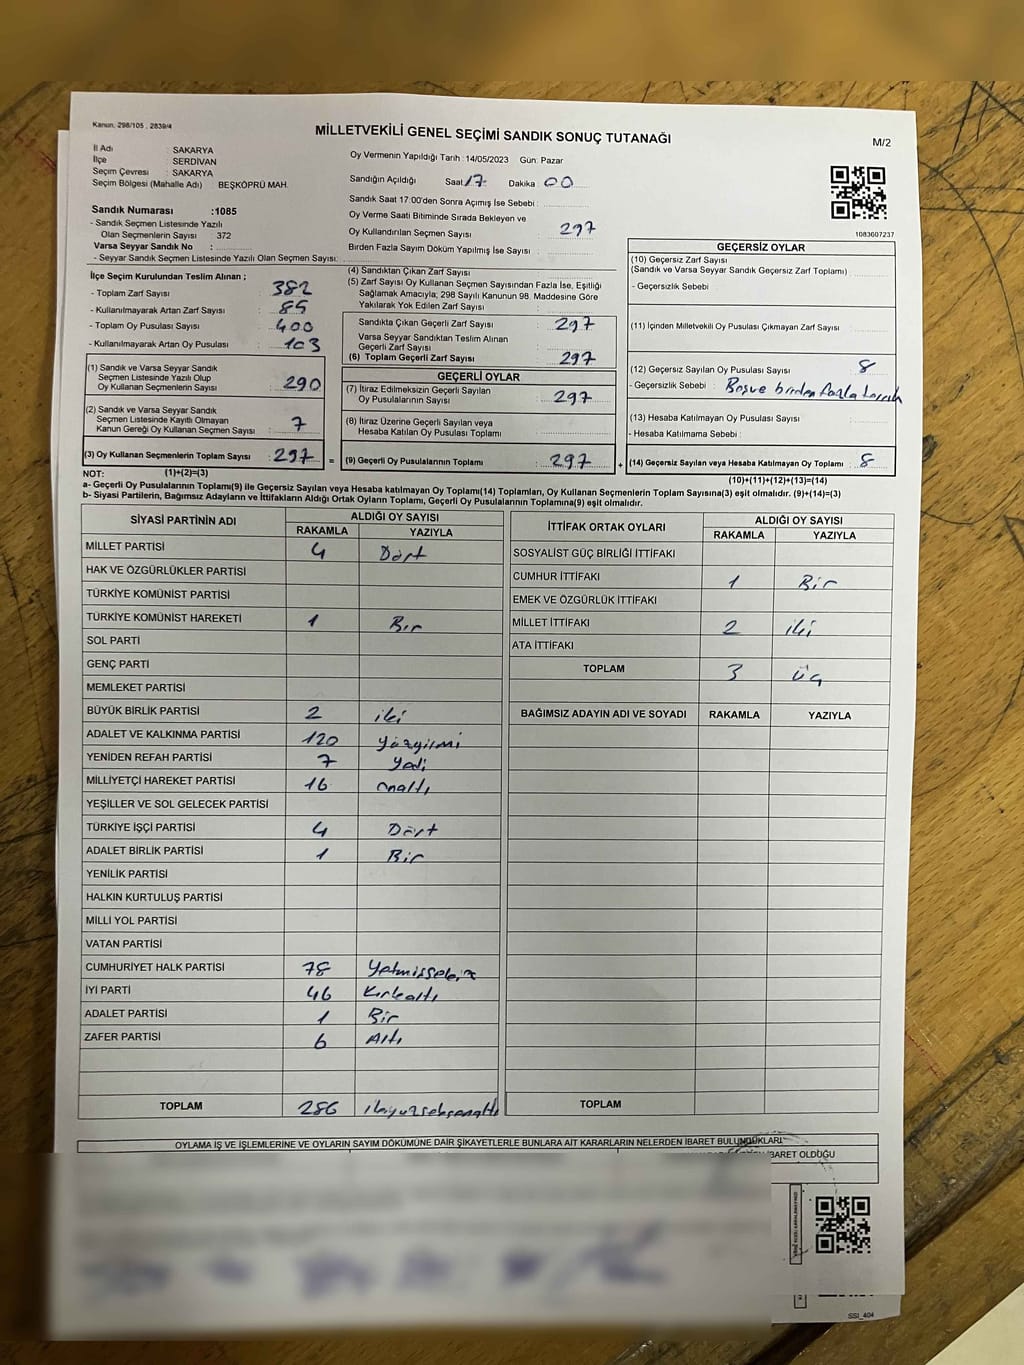 Kanun, 298/105 , 2839/4
MİLLETVEKİLİ GENEL SEÇİMİ SANDIK SONUÇ TUTANAĞI
M/2
İl Adı : SAKARYA
İlçe : SERDİVAN
Seçim Çevresi : SAKARYA
Seçim Bölgesi (Mahalle Adı) : BEŞKÖPRÜ MAH.
Sandık Numarası :1085
- Sandık Seçmen Listesinde Yazılı
Olan Seçmenlerin Sayısı 372
Varsa Seyyar Sandık No :
- Seyyar Sandık Seçmen Listesinde Yazılı Olan Seçmen Sayısı:
Oy Vermenin Yapıldığı Tarih : 14/05/2023 Gün: Pazar
Sandığın Açıldığı Saat 17 Dakika 00
Sandık Saat 17:00'den Sonra Açımış İse Sebebi :
Oy Verme Saati Bitiminde Sırada Bekleyen ve
Oy Kullandırılan Seçmen Sayısı : 297
Birden Fazla Sayım Döküm Yapılmış İse Sayısı :
1083607237
İlçe Seçim Kurulundan Teslim Alınan ;
- Toplam Zarf Sayısı : 382
- Kullanılmayarak Artan Zarf Sayısı : 85
- Toplam Oy Pusulası Sayısı : 400
- Kullanılmayarak Artan Oy Pusulası : 103
(1) Sandık ve Varsa Seyyar Sandık
Seçmen Listesinde Yazılı Olup
Oy Kullanan Seçmenlerin Sayısı : 290
(2) Sandık ve Varsa Seyyar Sandık
Seçmen Listesinde Kayıtlı Olmayan
Kanun Gereği Oy Kullanan Seçmen Sayısı : 7
(3) Oy Kullanan Seçmenlerin Toplam Sayısı : 297
(4) Sandıktan Çıkan Zarf Sayısı :
(5) Zarf Sayısı Oy Kullanan Seçmen Sayısından Fazla İse, Eşitliği
Sağlamak Amacıyla; 298 Sayılı Kanunun 98. Maddesine Göre
Yakılarak Yok Edilen Zarf Sayısı :
Sandıkta Çıkan Geçerli Zarf Sayısı : 297
Varsa Seyyar Sandıktan Teslim Alınan
Geçerli Zarf Sayısı :
(6) Toplam Geçerli Zarf Sayısı : 297
GEÇERLİ OYLAR
(7) İtiraz Edilmeksizin Geçerli Sayılan
Oy Pusulalarının Sayısı : 297
(8) İtiraz Üzerine Geçerli Sayılan veya
Hesaba Katılan Oy Pusulası Toplamı :
= (9) Geçerli Oy Pusulalarının Toplamı : 297
GEÇERSİZ OYLAR
(10) Geçersiz Zarf Sayısı
(Sandık ve Varsa Seyyar Sandık Geçersiz Zarf Toplamı) :
- Geçersizlik Sebebi :
(11) İçinden Milletvekili Oy Pusulası Çıkmayan Zarf Sayısı :
(12) Geçersiz Sayılan Oy Pusulası Sayısı : 8
- Geçersizlik Sebebi : Boş ve birden fazla tercih
(13) Hesaba Katılmayan Oy Pusulası Sayısı :
- Hesaba Katılmama Sebebi :
+ (14) Geçersiz Sayılan veya Hesaba Katılmayan Oy Toplamı : 8
NOT: (1)+(2)=(3)
(10)+(11)+(12)+(13)=(14)
a- Geçerli Oy Pusulalarının Toplamı(9) ile Geçersiz Sayılan veya Hesaba katılmayan Oy Toplamı(14) Toplamları, Oy Kullanan Seçmenlerin Toplam Sayısına(3) eşit olmalıdır. (9)+(14)=(3)
b- Siyasi Partilerin, Bağımsız Adayların ve İttifakların Aldığı Ortak Oyların Toplamı, Geçerli Oy Pusulalarının Toplamına(9) eşit olmalıdır.
SİYASİ PARTİNİN ADI ALDIĞI OY SAYISI
RAKAMLA YAZIYLA
MİLLET PARTİSİ 4 Dört
HAK VE ÖZGÜRLÜKLER PARTİSİ
TÜRKİYE KOMÜNİST PARTİSİ
TÜRKİYE KOMÜNİST HAREKETİ 1 Bir
SOL PARTİ
GENÇ PARTİ
MEMLEKET PARTİSİ
BÜYÜK BİRLİK PARTİSİ 2 iki
ADALET VE KALKINMA PARTİSİ 120 Yüzyirmi
YENİDEN REFAH PARTİSİ 7 Yedi
MİLLİYETÇİ HAREKET PARTİSİ 16 onaltı
YEŞİLLER VE SOL GELECEK PARTİSİ
TÜRKİYE İŞÇİ PARTİSİ 4 Dört
ADALET BİRLİK PARTİSİ 1 Bir
YENİLİK PARTİSİ
HALKIN KURTULUŞ PARTİSİ
MİLLİ YOL PARTİSİ
VATAN PARTİSİ
CUMHURİYET HALK PARTİSİ 78 Yetmişsekiz
İYİ PARTİ 46 Kırkaltı
ADALET PARTİSİ 1 Bir
ZAFER PARTİSİ 6 Altı
TOPLAM 286 ikiyüzseksenaltı
İTTİFAK ORTAK OYLARI ALDIĞI OY SAYISI
RAKAMLA YAZIYLA
SOSYALİST GÜÇ BİRLİĞİ İTTİFAKI
CUMHUR İTTİFAKI 1 Bir
EMEK VE ÖZGÜRLÜK İTTİFAKI
MİLLET İTTİFAKI 2 iki
ATA İTTİFAKI
TOPLAM 3 üç
BAĞIMSIZ ADAYIN ADI VE SOYADI RAKAMLA YAZIYLA
TOPLAM
OYLAMA İŞ VE İŞLEMLERİNE VE OYLARIN SAYIM DÖKÜMÜNE DAİR ŞİKAYETLERLE BUNLARA AİT KARARLARIN NELERDEN İBARET BULUNDUKLARI
İBARET OLDUĞU
SSI_404